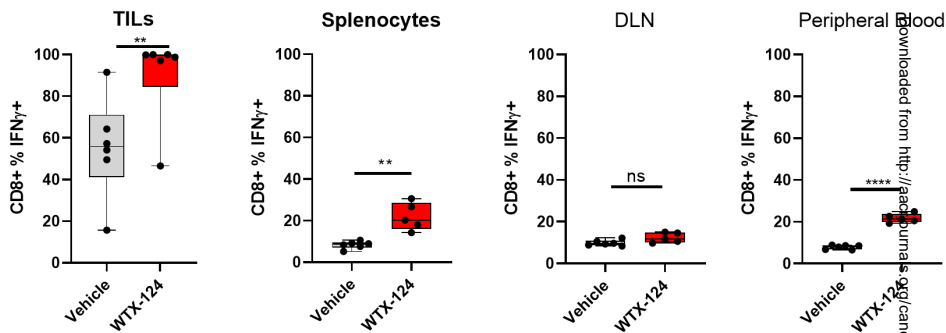 TILs
Splenocytes
DLN
Peripheral Blood
**
**
ns
****
CD8+ % IFNγ+
100
80
60
40
20
0
Vehicle
WTX-124
CD8+ % IFNγ+
100
80
60
40
20
0
Vehicle
WTX-124
CD8+ % IFNγ+
100
80
60
40
20
0
Vehicle
WTX-124
CD8+ % IFNγ+
100
80
60
40
20
0
Vehicle
WTX-124
Downloaded from http://aacrjournals.org/can